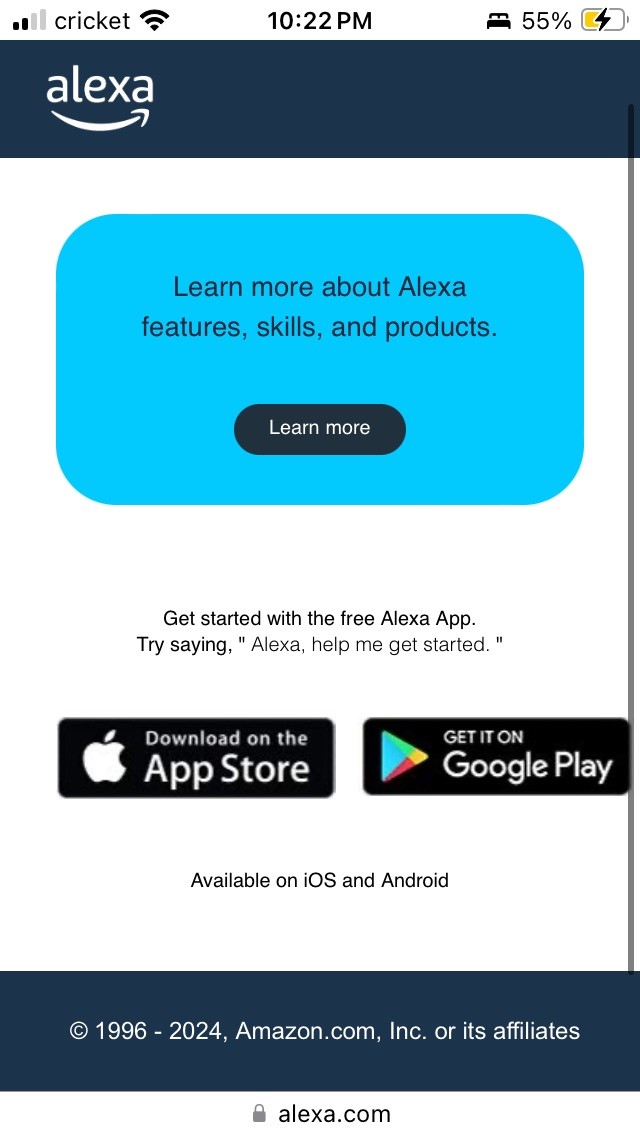 cricket 10:22 PM 55%
alexa
Learn more about Alexa
features, skills, and products.
Learn more
Get started with the free Alexa App.
Try saying, " Alexa, help me get started. "
Download on the
App Store
GET IT ON
Google Play
Available on iOS and Android
© 1996 - 2024, Amazon.com, Inc. or its affiliates
alexa.com